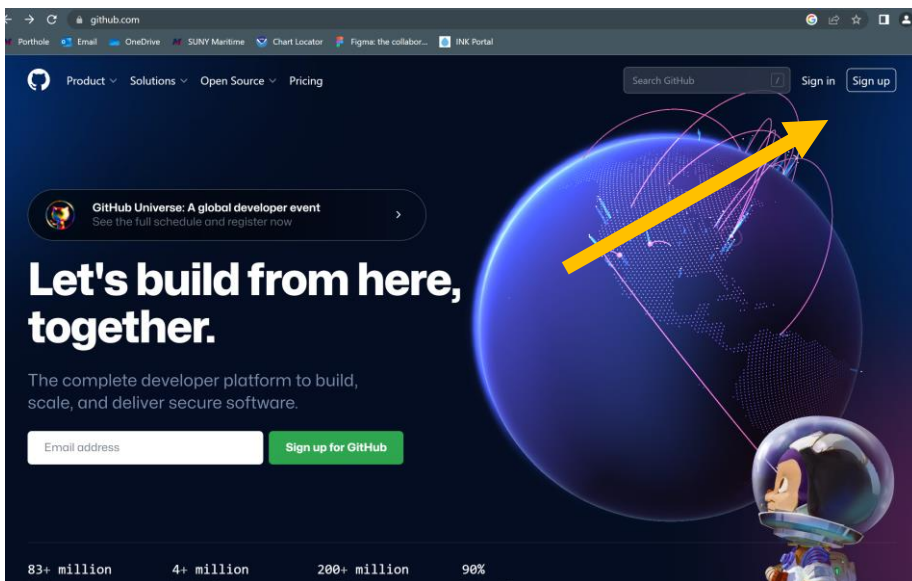 github.com
Porthole Email OneDrive SUNY Maritime Chart Locator Figma: the collabor... INK Portal
Product Solutions Open Source Pricing Search GitHub / Sign in Sign up
GitHub Universe: A global developer event
See the full schedule and register now
Let's build from here,
together.
The complete developer platform to build,
scale, and deliver secure software.
Email address Sign up for GitHub
83+ million 4+ million 200+ million 90%